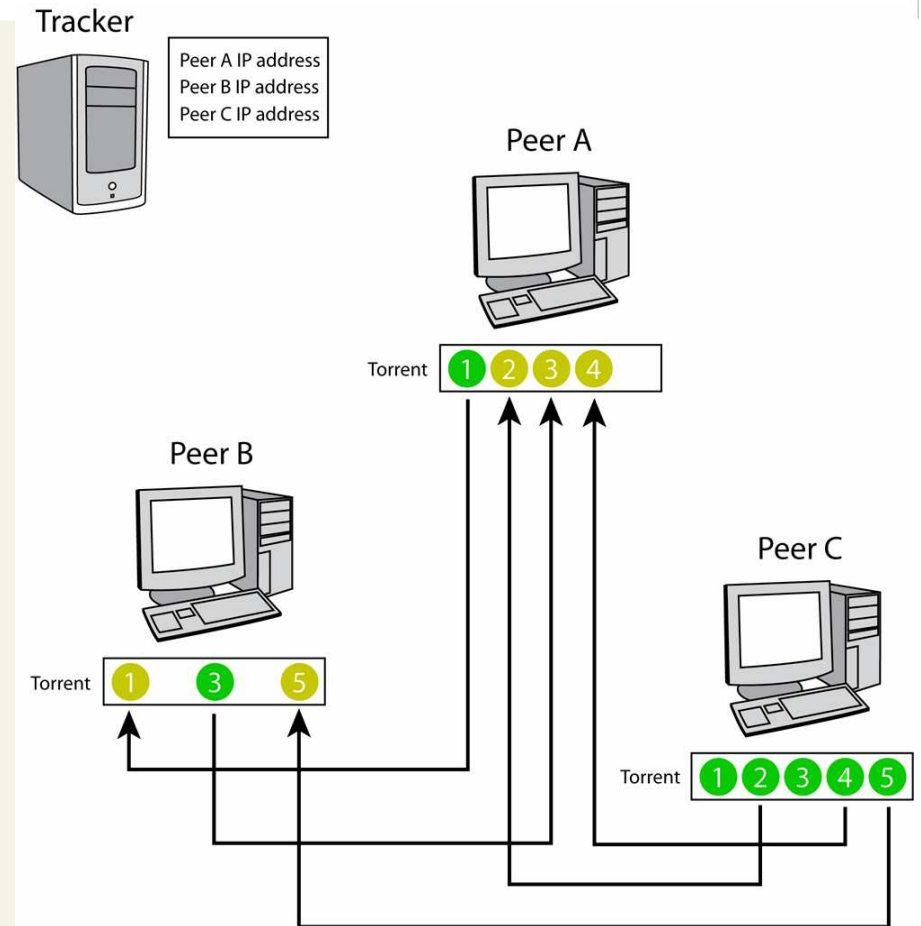 Tracker
Peer A IP address
Peer B IP address
Peer C IP address
Peer A
Torrent 1 2 3 4
Peer B
Torrent 1 3 5
Peer C
Torrent 1 2 3 4 5